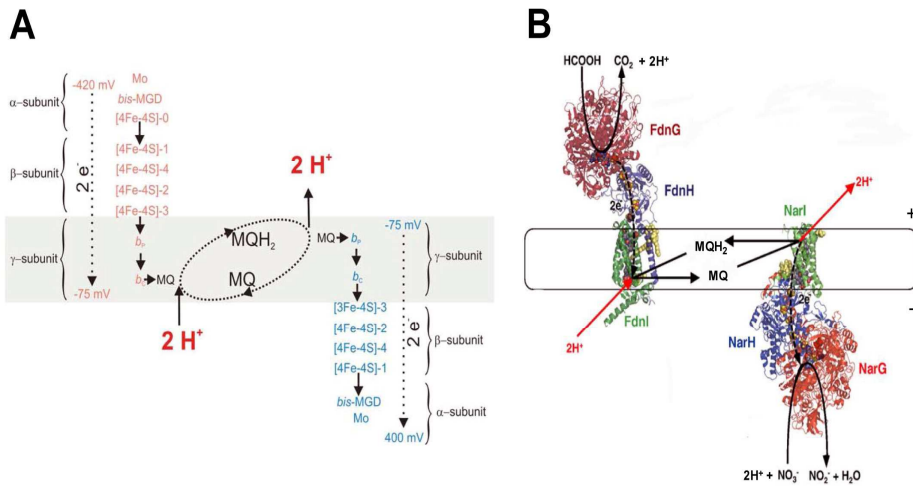 A
-420 mV
Mo
bis-MGD
[4Fe-4S]-0
α-subunit
[4Fe-4S]-1
[4Fe-4S]-4
[4Fe-4S]-2
[4Fe-4S]-3
β-subunit
2 e⁻
bP
γ-subunit
-75 mV
MQ
MQH₂
MQ
2 H⁺
2 H⁺
MQ
bP
-75 mV
γ-subunit
[3Fe-4S]-3
[4Fe-4S]-2
[4Fe-4S]-4
[4Fe-4S]-1
2 e⁻
β-subunit
bis-MGD
Mo
α-subunit
400 mV
B
HCOOH CO₂ + 2H⁺
FdnG
FdnH
2e⁻
2H⁺
NarI
+
MQH₂
MQ
-
FdnI
2H⁺
2e⁻
NarH
NarG
2H⁺ + NO₃⁻ NO₂⁻ + H₂O